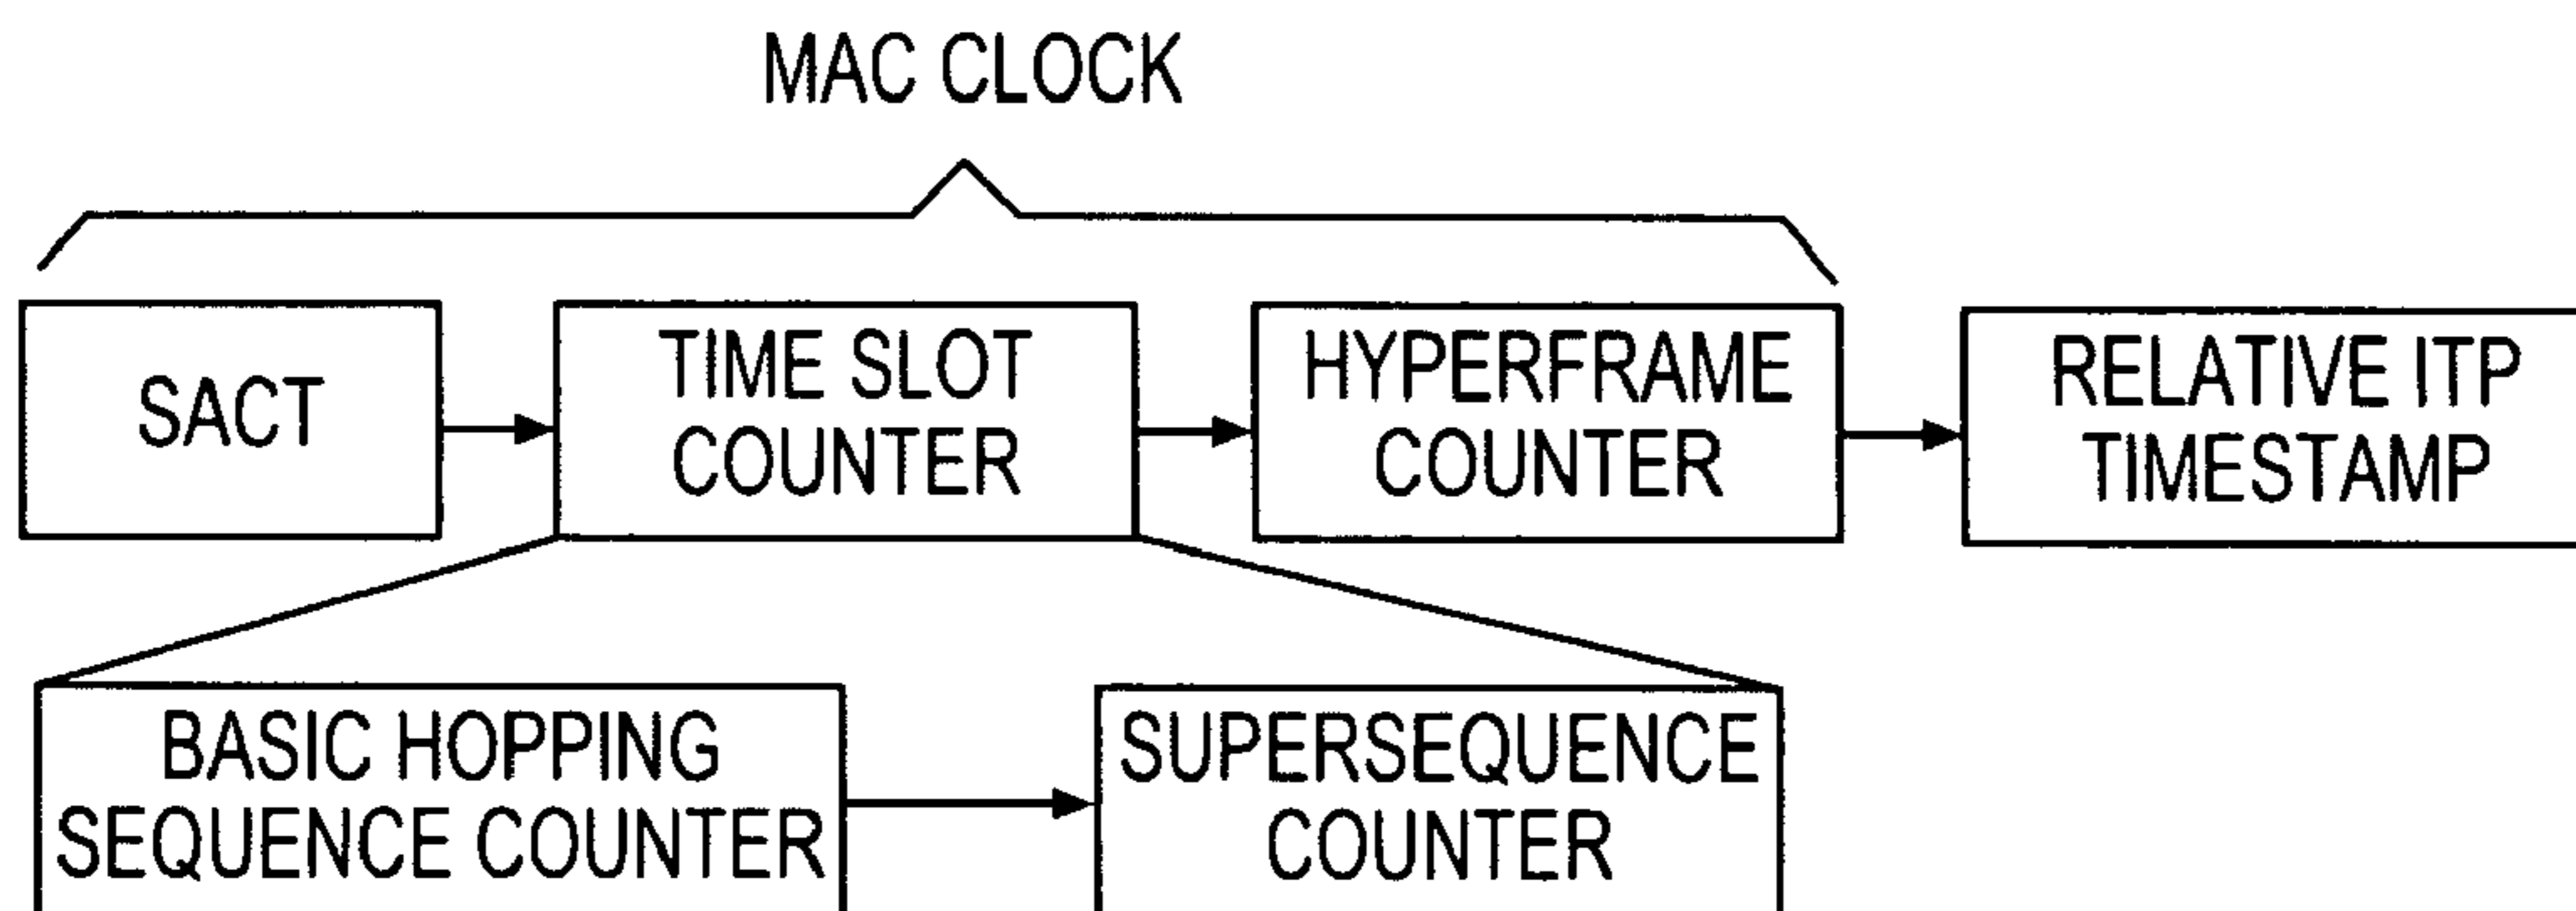 MAC CLOCK
SACT
TIME SLOT
COUNTER
HYPERFRAME
COUNTER
RELATIVE ITP
TIMESTAMP
BASIC HOPPING
SEQUENCE COUNTER
SUPERSEQUENCE
COUNTER